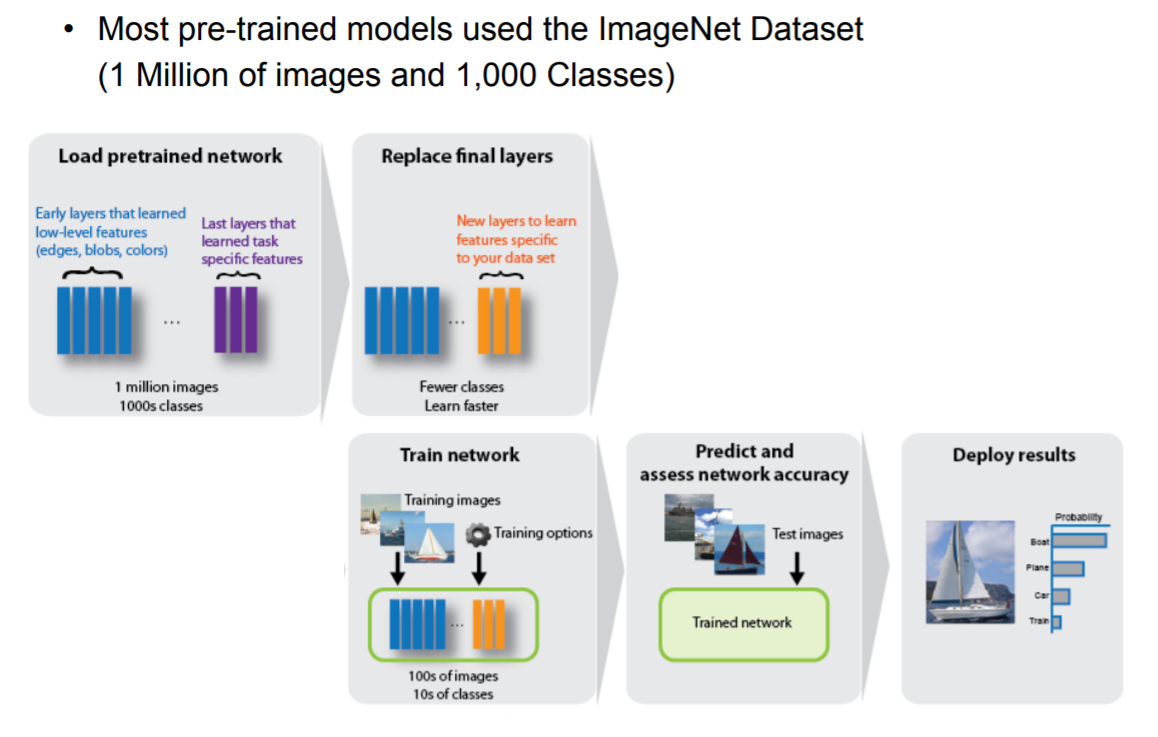 • Most pre-trained models used the ImageNet Dataset
(1 Million of images and 1,000 Classes)
Load pretrained network
Early layers that learned
low-level features
(edges, blobs, colors)
Last layers that
learned task
specific features
...
1 million images
1000s classes
Replace final layers
New layers to learn
features specific
to your data set
...
Fewer classes
Learn faster
Train network
Training images
Training options
...
100s of images
10s of classes
Predict and
assess network accuracy
Test images
Trained network
Deploy results
Probability
Boat
Plane
Car
Train